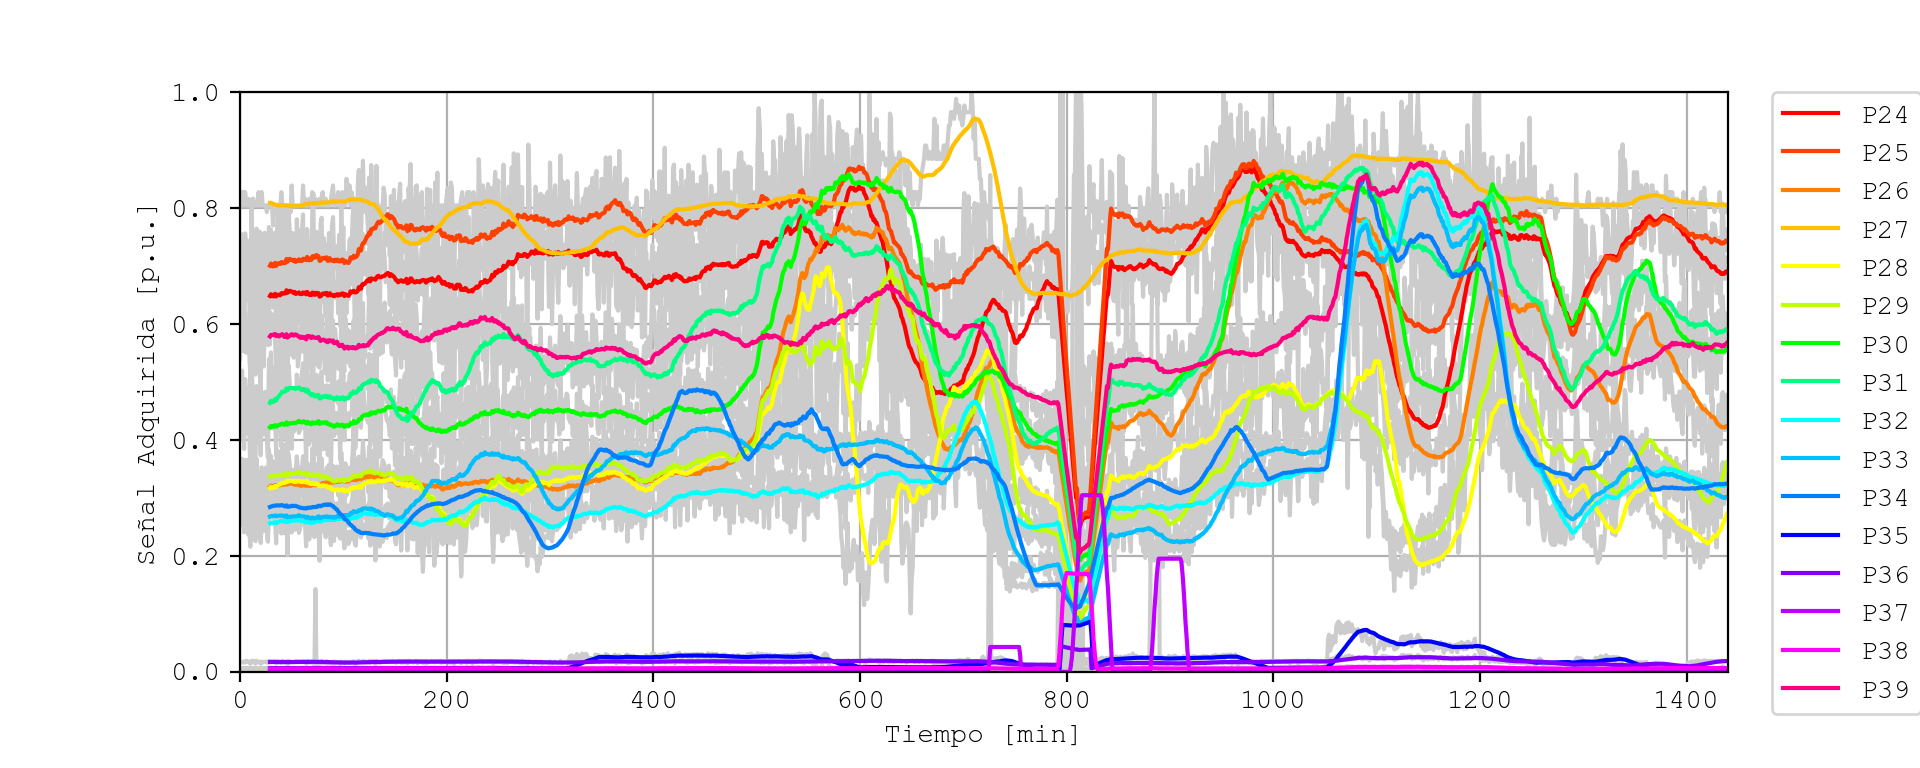 1.0
0.8
0.6
0.4
0.2
0.0
Señal Adquirida [p.u.]
0 200 400 600 800 1000 1200 1400
Tiempo [min]
P24
P25
P26
P27
P28
P29
P30
P31
P32
P33
P34
P35
P36
P37
P38
P39